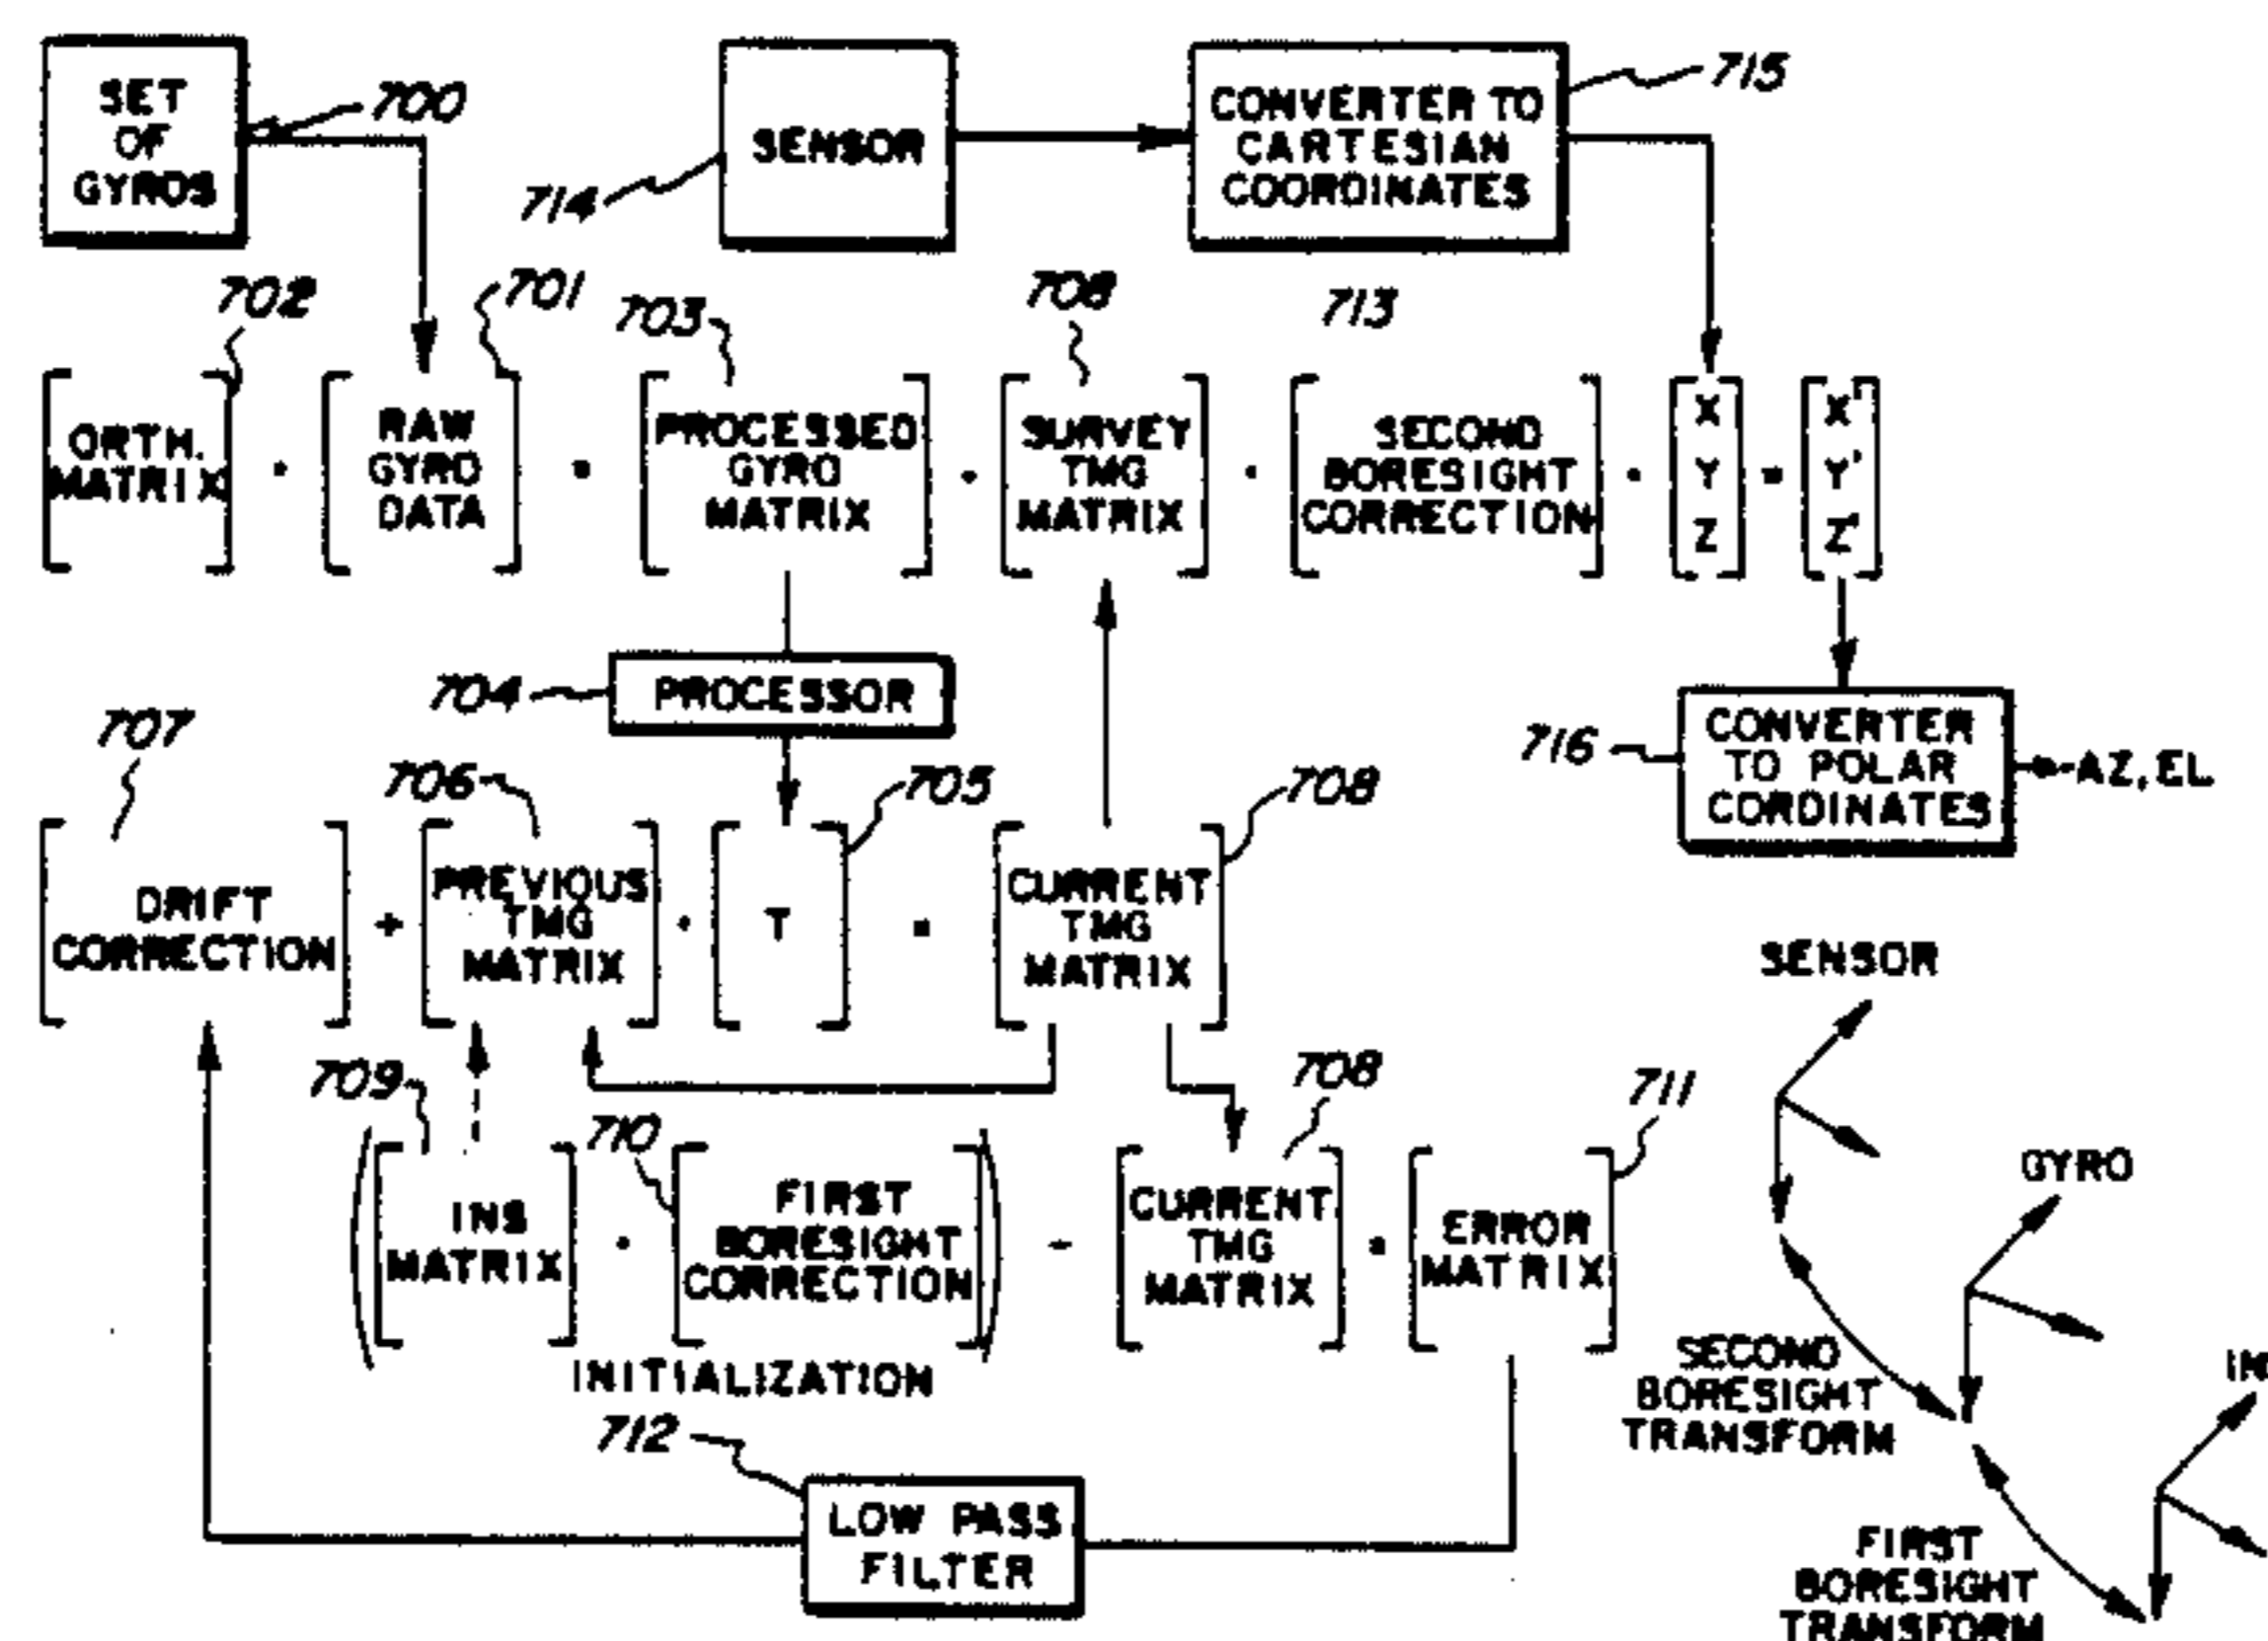 SET
OF
GYROS
700
SENSOR
714
CONVERTER TO
CARTESIAN
COORDINATES
715
702
701
703
708
713
ORTH.
MATRIX
RAW
GYRO
DATA
PROCESSED
GYRO
MATRIX
SURVEY
TMG
MATRIX
SECOND
BORESIGHT
CORRECTION
X
Y
Z
X'
Y'
Z'
704
PROCESSOR
716
CONVERTER
TO POLAR
CORDINATES
AZ, EL
707
706
705
708
DRIFT
CORRECTION
+
PREVIOUS
TMG
MATRIX
T
=
CURRENT
TMG
MATRIX
709
710
708
711
INS
MATRIX
FIRST
BORESIGHT
CORRECTION
-
CURRENT
TMG
MATRIX
=
ERROR
MATRIX
INITIALIZATION
712
LOW PASS
FILTER
SENSOR
GYRO
SECOND
BORESIGHT
TRANSFORM
FIRST
BORESIGHT
TRANSFORM